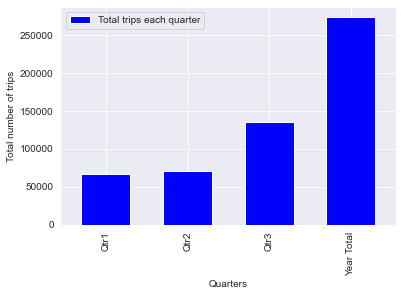 Total trips each quarter
250000
200000
150000
100000
50000
0
Total number of trips
Qtr1
Qtr2
Qtr3
Year Total
Quarters